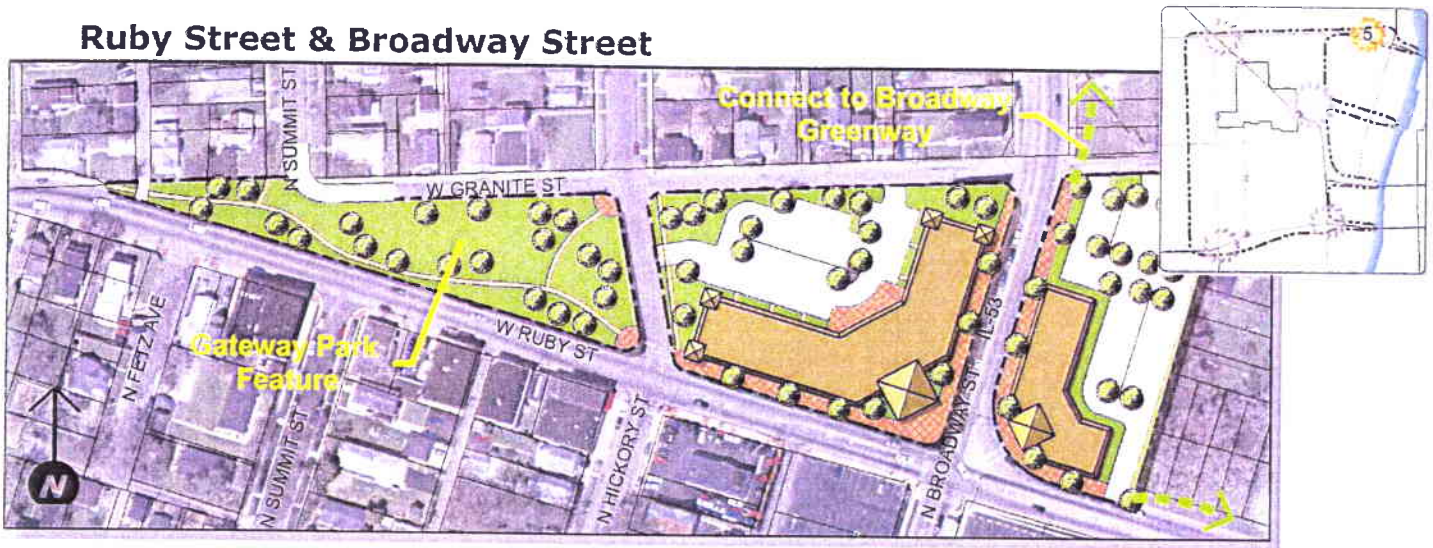 Ruby Street & Broadway Street
5
N SUMMIT ST
Connect to Broadway
Greenway
W GRANITE ST
W RUBY ST
Gateway Park
Feature
N FETZ AVE
N SUMMIT ST
N HICKORY ST
N BROADWAY ST
IL-53
N